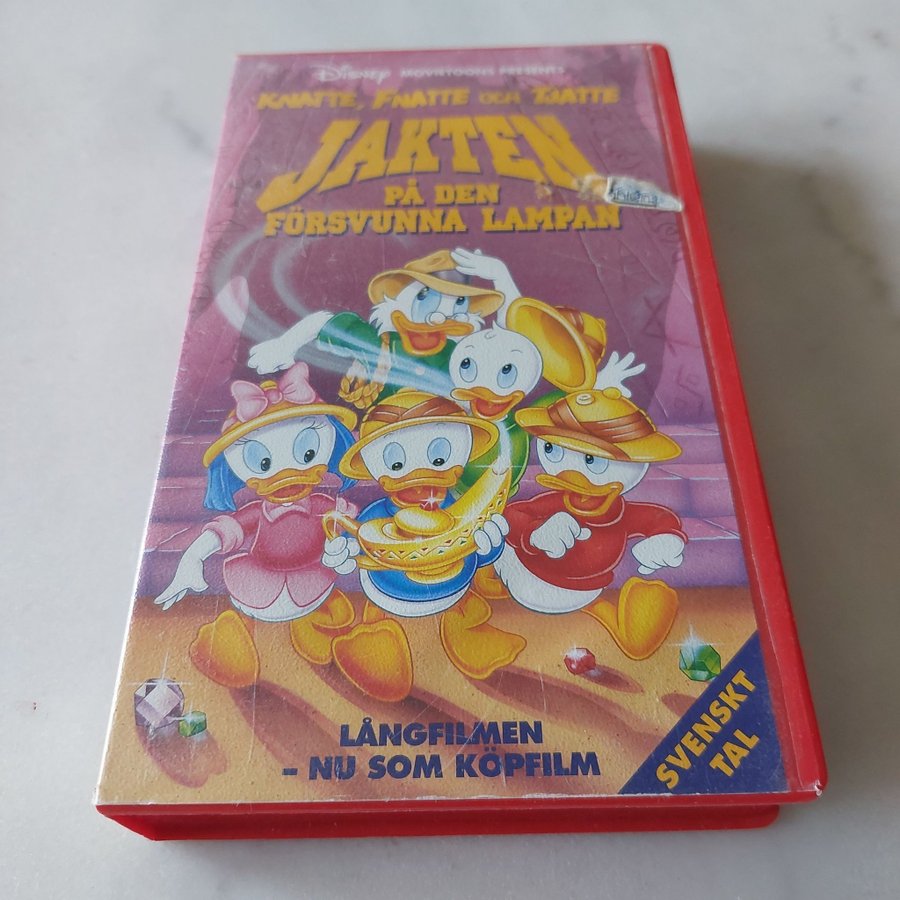 Disney MOVIETOONS PRESENTS
KNATTE, FNATTE OCH TJATTE
JAKTEN
PÅ DEN
FÖRSVUNNA LAMPAN
LÅNGFILMEN
- NU SOM KÖPFILM
SVENSKT
TAL